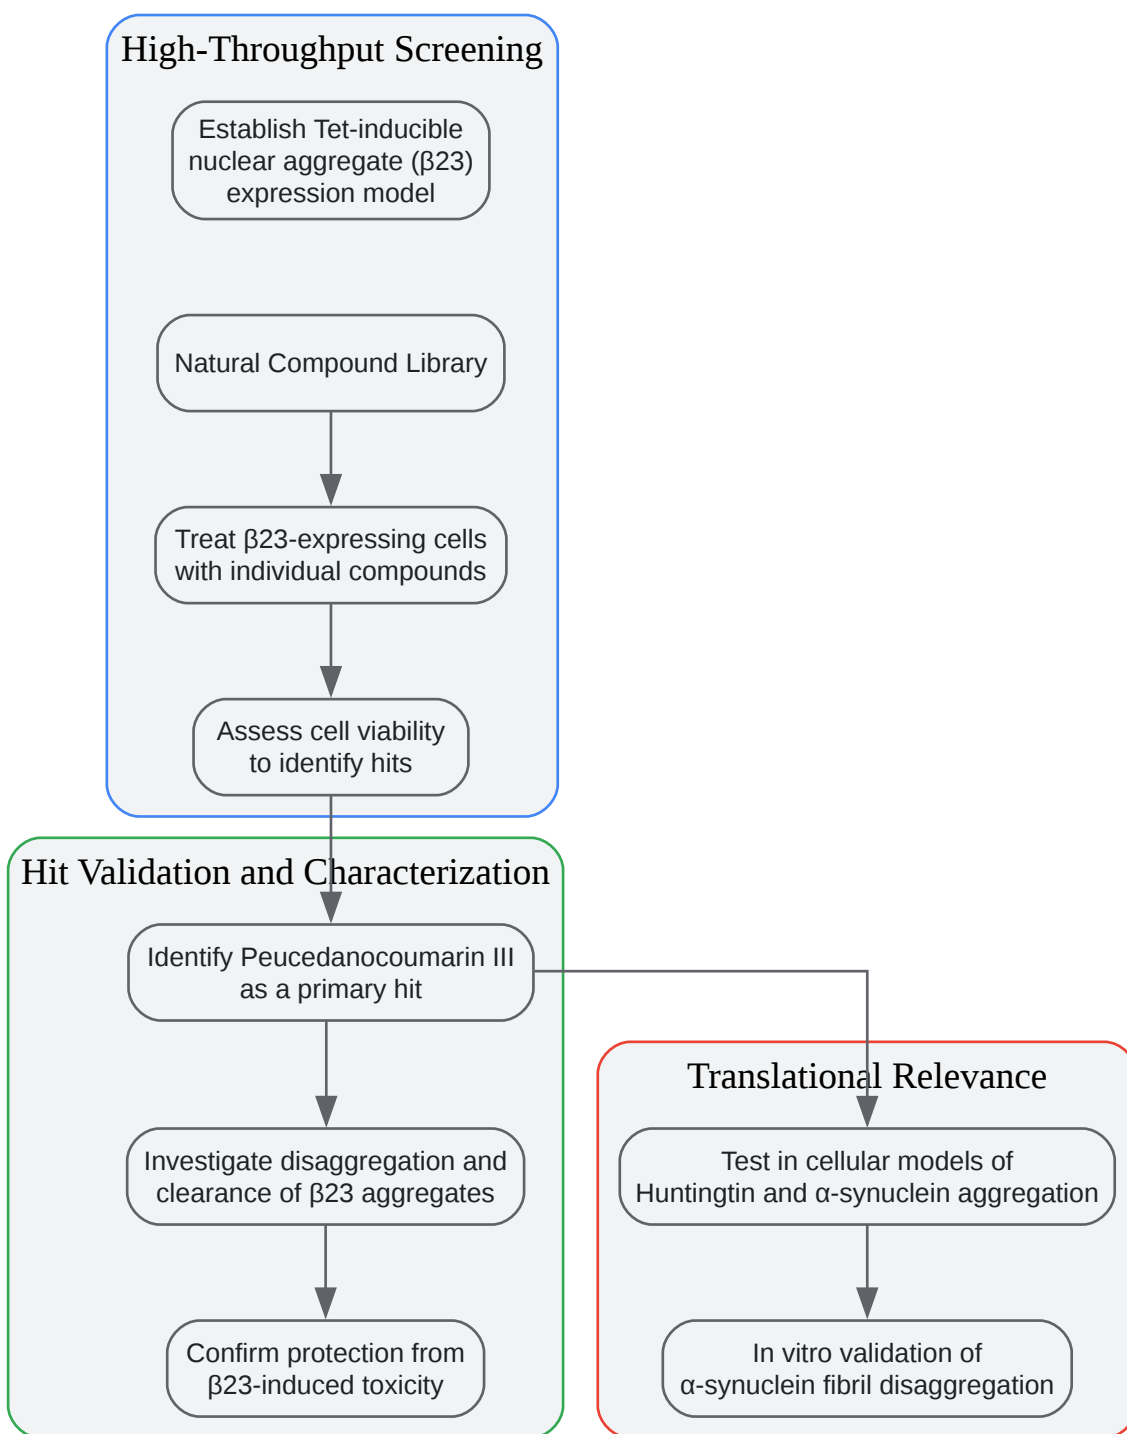 High-Throughput Screening
Establish Tet-inducible
nuclear aggregate (β23)
expression model
Natural Compound Library
Treat β23-expressing cells
with individual compounds
Assess cell viability
to identify hits
Hit Validation and Characterization
Identify Peucedanocoumarin III
as a primary hit
Investigate disaggregation and
clearance of β23 aggregates
Confirm protection from
β23-induced toxicity
Translational Relevance
Test in cellular models of
Huntingtin and α-synuclein aggregation
In vitro validation of
α-synuclein fibril disaggregation